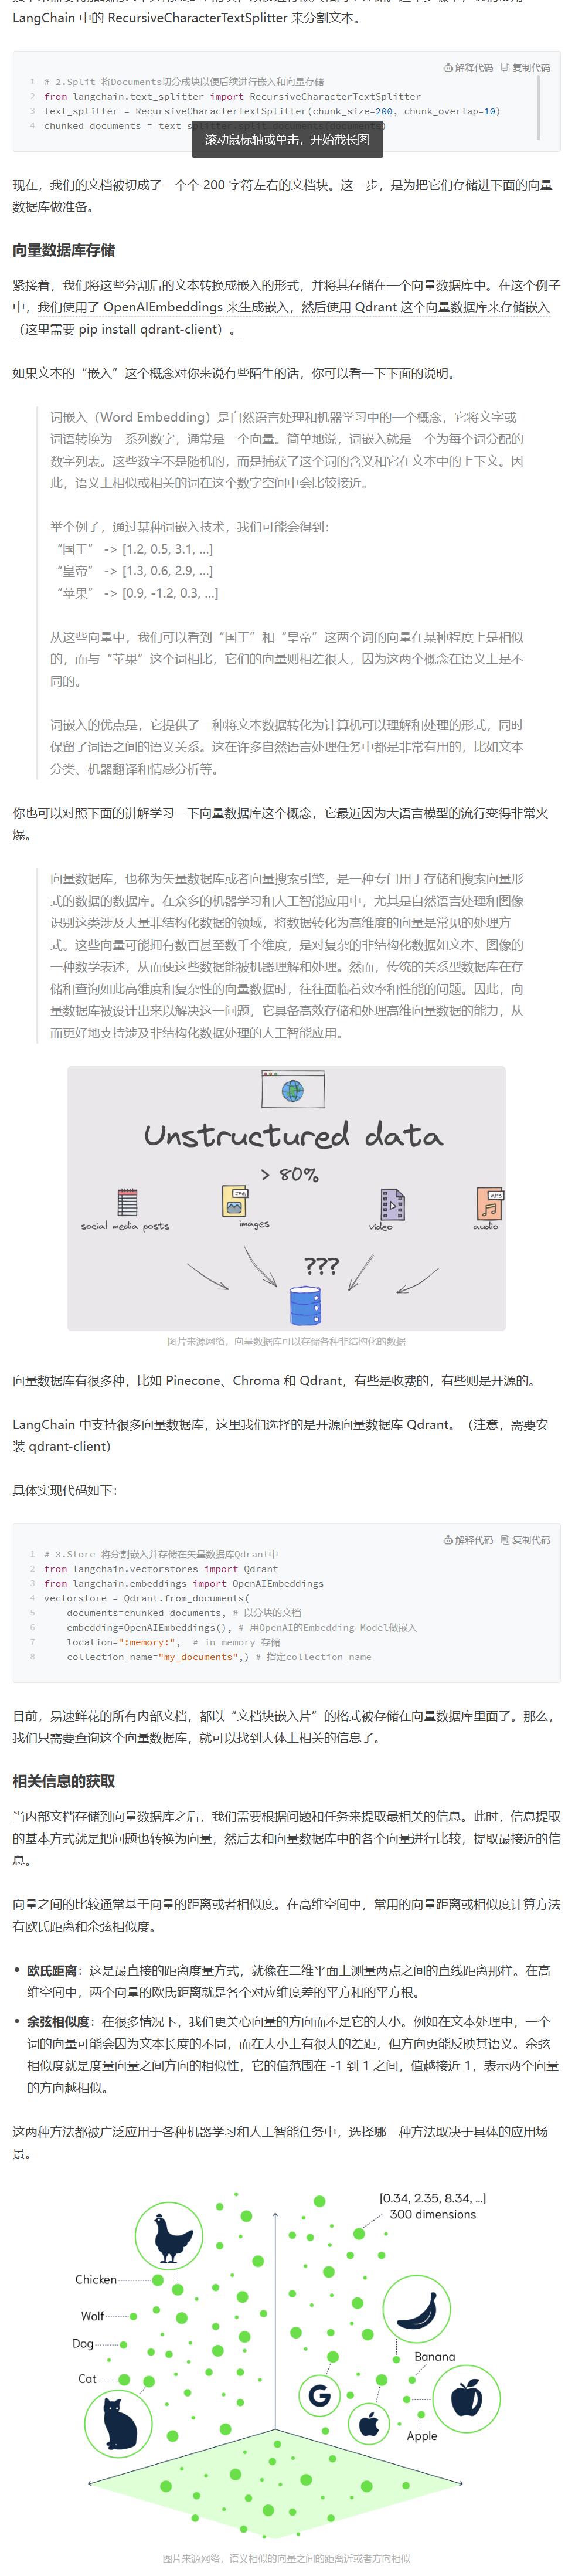 LangChain 中的 RecursiveCharacterTextSplitter 来分割文本。
解释代码 复制代码
1 # 2.Split 将Documents切分成块以便后续进行嵌入和向量存储
2 from langchain.text_splitter import RecursiveCharacterTextSplitter
3 text_splitter = RecursiveCharacterTextSplitter(chunk_size=200, chunk_overlap=10)
4 chunked_documents = text_splitter.split_documents(documents)
滚动鼠标轴或单击，开始截长图
现在，我们的文档被切成了一个个 200 字符左右的文档块。这一步，是为把它们存储进下面的向量
数据库做准备。
向量数据库存储
紧接着，我们将这些分割后的文本转换成嵌入的形式，并将其存储在一个向量数据库中。在这个例子
中，我们使用了 OpenAIEmbeddings 来生成嵌入，然后使用 Qdrant 这个向量数据库来存储嵌入
（这里需要 pip install qdrant-client）。
如果文本的“嵌入”这个概念对你来说有些陌生的话，你可以看一下下面的说明。
词嵌入（Word Embedding）是自然语言处理和机器学习中的一个概念，它将文字或
词语转换为一系列数字，通常是一个向量。简单地说，词嵌入就是一个为每个词分配的
数字列表。这些数字不是随机的，而是捕获了这个词的含义和它在文本中的上下文。因
此，语义上相似或相关的词在这个数字空间中会比较接近。
举个例子，通过某种词嵌入技术，我们可能会得到：
“国王” -> [1.2, 0.5, 3.1, ...]
“皇帝” -> [1.3, 0.6, 2.9, ...]
“苹果” -> [0.9, -1.2, 0.3, ...]
从这些向量中，我们可以看到“国王”和“皇帝”这两个词的向量在某种程度上是相似
的，而与“苹果”这个词相比，它们的向量则相差很大，因为这两个概念在语义上是不
同的。
词嵌入的优点是，它提供了一种将文本数据转化为计算机可以理解和处理的形式，同时
保留了词语之间的语义关系。这在许多自然语言处理任务中都是非常有用的，比如文本
分类、机器翻译和情感分析等。
你也可以对照下面的讲解学习一下向量数据库这个概念，它最近因为大语言模型的流行变得非常火
爆。
向量数据库，也称为矢量数据库或者向量搜索引擎，是一种专门用于存储和搜索向量形
式的数据的数据库。在众多的机器学习和人工智能应用中，尤其是自然语言处理和图像
识别这类涉及大量非结构化数据的领域，将数据转化为高维度的向量是常见的处理方
式。这些向量可能拥有数百甚至数千个维度，是对复杂的非结构化数据如文本、图像的
一种数学表述，从而使这些数据能被机器理解和处理。然而，传统的关系型数据库在存
储和查询如此高维度和复杂性的向量数据时，往往面临着效率和性能的问题。因此，向
量数据库被设计出来以解决这一问题，它具备高效存储和处理高维向量数据的能力，从
而更好地支持涉及非结构化数据处理的人工智能应用。
Unstructured data
> 80%
JPG
MP3
social media posts images video audio
???
图片来源网络，向量数据库可以存储各种非结构化的数据
向量数据库有很多种，比如 Pinecone、Chroma 和 Qdrant，有些是收费的，有些则是开源的。
LangChain 中支持很多向量数据库，这里我们选择的是开源向量数据库 Qdrant。（注意，需要安
装 qdrant-client）
具体实现代码如下：
解释代码 复制代码
1 # 3.Store 将分割嵌入并存储在矢量数据库Qdrant中
2 from langchain.vectorstores import Qdrant
3 from langchain.embeddings import OpenAIEmbeddings
4 vectorstore = Qdrant.from_documents(
5 documents=chunked_documents, # 以分块的文档
6 embedding=OpenAIEmbeddings(), # 用OpenAI的Embedding Model做嵌入
7 location=":memory:", # in-memory 存储
8 collection_name="my_documents",) # 指定collection_name
目前，易速鲜花的所有内部文档，都以“文档块嵌入片”的格式被存储在向量数据库里面了。那么，
我们只需要查询这个向量数据库，就可以找到大体上相关的信息了。
相关信息的获取
当内部文档存储到向量数据库之后，我们需要根据问题和任务来提取最相关的信息。此时，信息提取
的基本方式就是把问题也转换为向量，然后去和向量数据库中的各个向量进行比较，提取最接近的信
息。
向量之间的比较通常基于向量的距离或者相似度。在高维空间中，常用的向量距离或相似度计算方法
有欧氏距离和余弦相似度。
• 欧氏距离：这是最直接的距离度量方式，就像在二维平面上测量两点之间的直线距离那样。在高
维空间中，两个向量的欧氏距离就是各个对应维度差的平方和的平方根。
• 余弦相似度：在很多情况下，我们更关心向量的方向而不是它的大小。例如在文本处理中，一个
词的向量可能会因为文本长度的不同，而在大小上有很大的差距，但方向更能反映其语义。余弦
相似度就是度量向量之间方向的相似性，它的值范围在 -1 到 1 之间，值越接近 1，表示两个向量
的方向越相似。
这两种方法都被广泛应用于各种机器学习和人工智能任务中，选择哪一种方法取决于具体的应用场
景。
[0.34, 2.35, 8.34, ...]
300 dimensions
Chicken
Wolf
Dog
Cat
Banana
G
Apple
图片来源网络，语义相似的向量之间的距离近或者方向相似